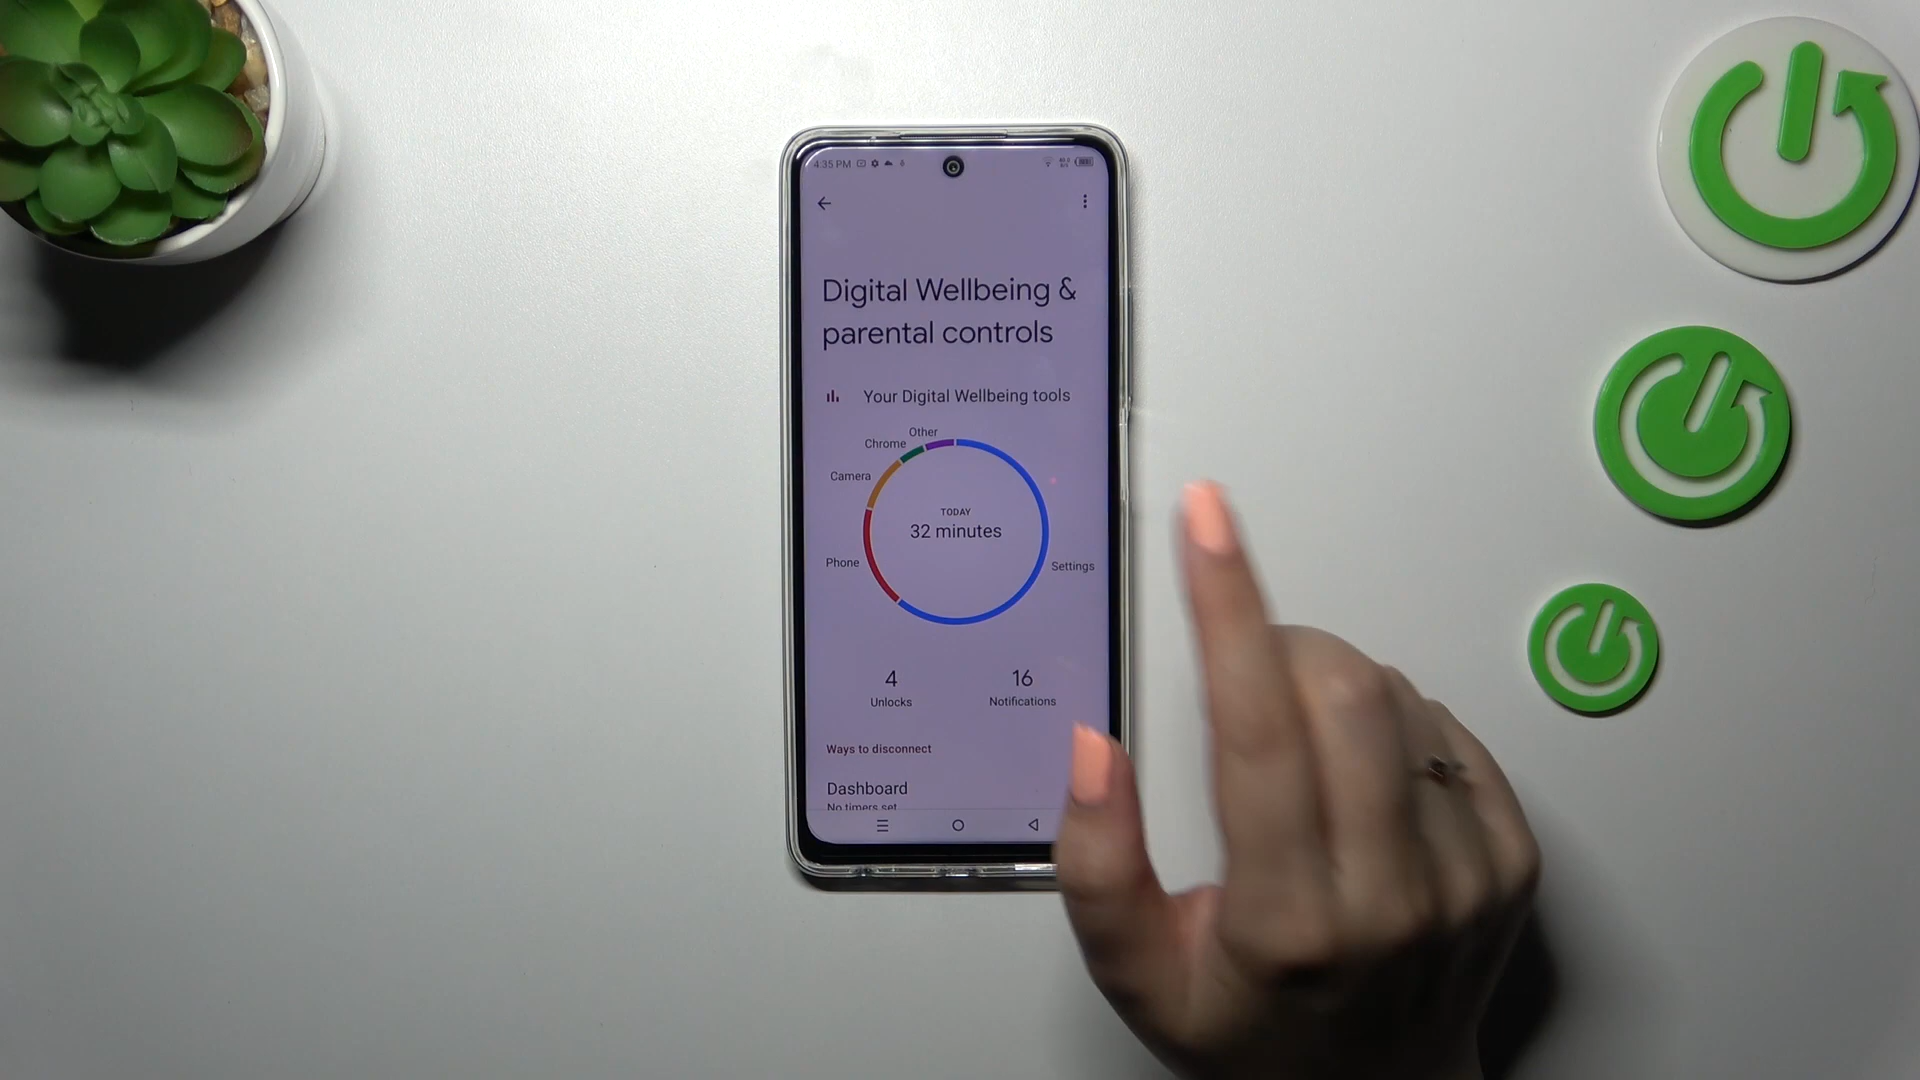 4:35 PM
Digital Wellbeing &
parental controls
Your Digital Wellbeing tools
Other
Chrome
Camera
TODAY
32 minutes
Phone
Settings
4
16
Unlocks
Notifications
Ways to disconnect
Dashboard
No timers set